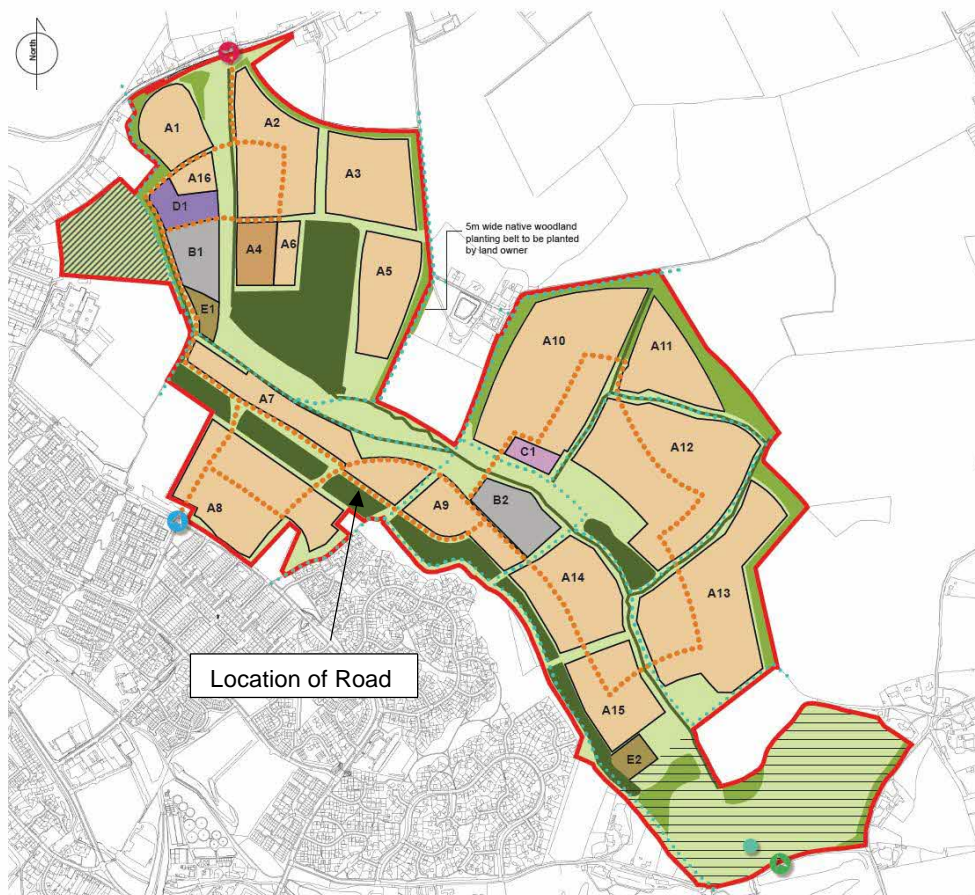 North
A1
A2
A16
A3
D1
B1
A4
A6
A5
E1
5m wide native woodland
planting belt to be planted
by land owner
A10
A11
A7
A12
C1
A8
A9
B2
A14
A13
Location of Road
A15
E2